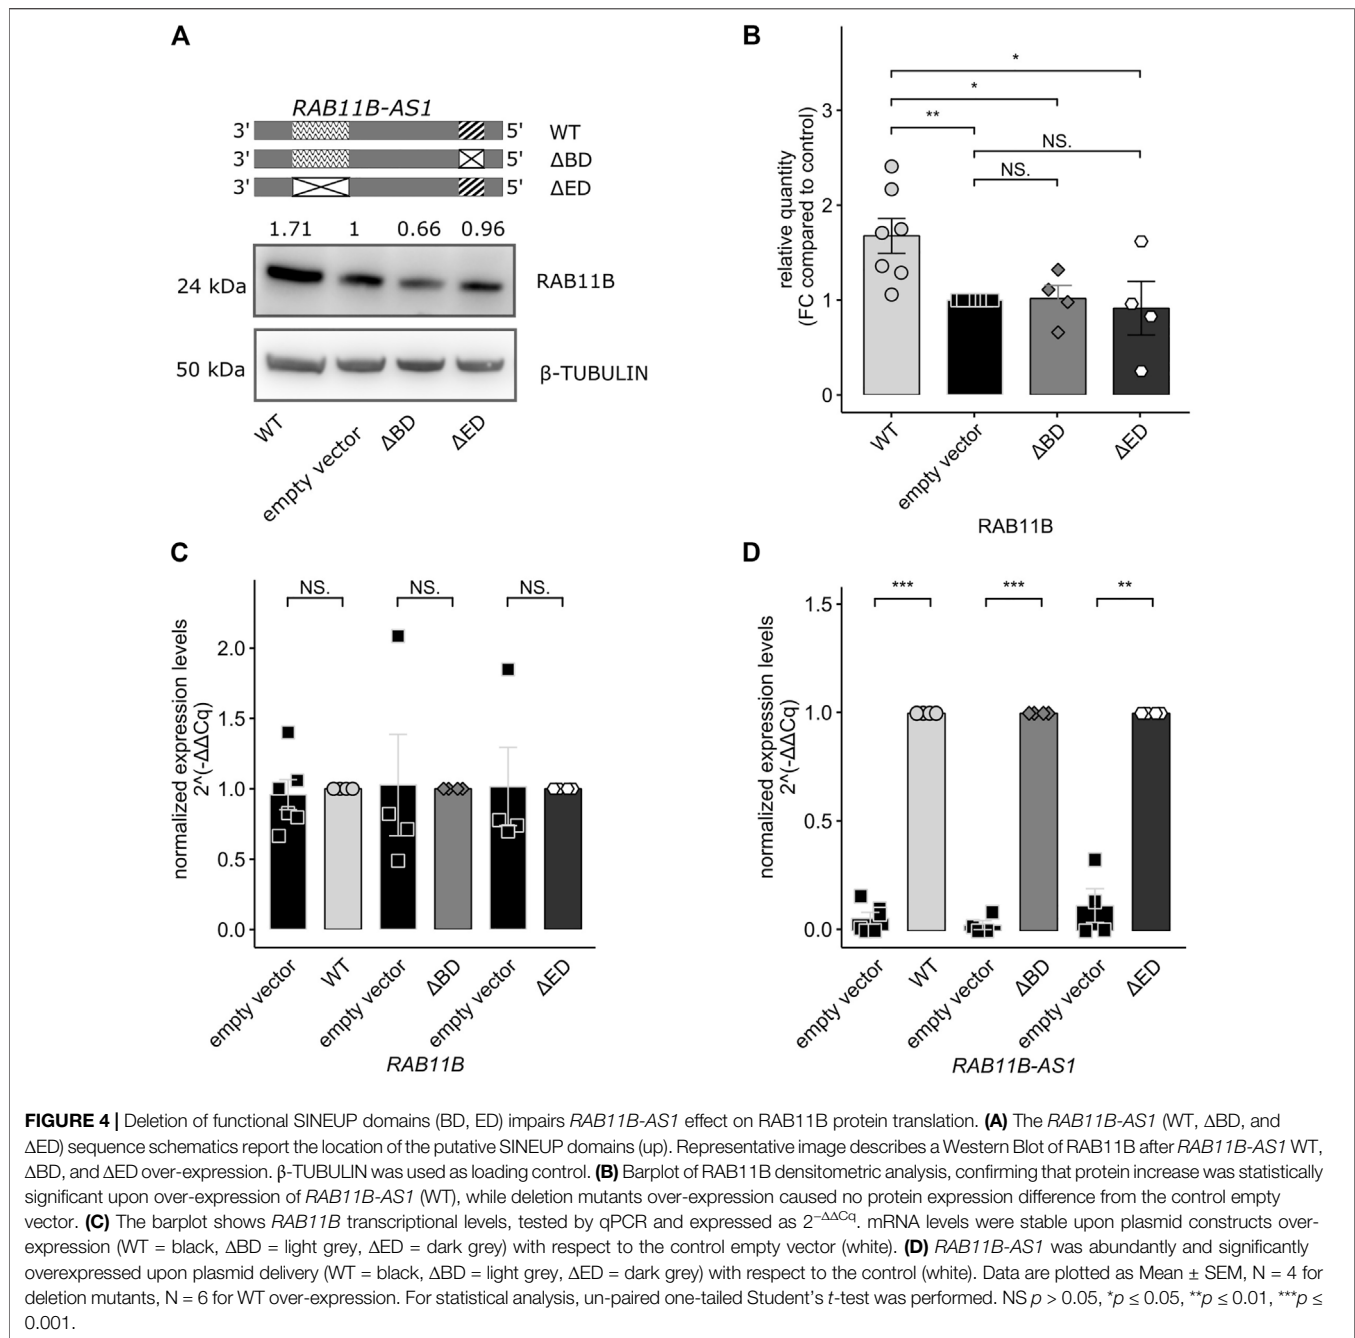 A
RAB11B-AS1
3' 5' WT
3' 5' ΔBD
3' 5' ΔED
1.71 1 0.66 0.96
24 kDa RAB11B
50 kDa β-TUBULIN
WT empty vector ΔBD ΔED
B
relative quantity
(FC compared to control)
3
2
1
0
*
*
**
NS.
NS.
WT empty vector ΔBD ΔED
RAB11B
C
normalized expression levels
2^(-ΔΔCq)
2.0
1.5
1.0
0.5
0.0
NS. NS. NS.
empty vector WT empty vector ΔBD empty vector ΔED
RAB11B
D
normalized expression levels
2^(-ΔΔCq)
1.5
1.0
0.5
0.0
*** *** **
empty vector WT empty vector ΔBD empty vector ΔED
RAB11B-AS1
FIGURE 4 | Deletion of functional SINEUP domains (BD, ED) impairs RAB11B-AS1 effect on RAB11B protein translation. (A) The RAB11B-AS1 (WT, ΔBD, and
ΔED) sequence schematics report the location of the putative SINEUP domains (up). Representative image describes a Western Blot of RAB11B after RAB11B-AS1 WT,
ΔBD, and ΔED over-expression. β-TUBULIN was used as loading control. (B) Barplot of RAB11B densitometric analysis, confirming that protein increase was statistically
significant upon over-expression of RAB11B-AS1 (WT), while deletion mutants over-expression caused no protein expression difference from the control empty
vector. (C) The barplot shows RAB11B transcriptional levels, tested by qPCR and expressed as 2^−ΔΔCq. mRNA levels were stable upon plasmid constructs over-
expression (WT = black, ΔBD = light grey, ΔED = dark grey) with respect to the control empty vector (white). (D) RAB11B-AS1 was abundantly and significantly
overexpressed upon plasmid delivery (WT = black, ΔBD = light grey, ΔED = dark grey) with respect to the control (white). Data are plotted as Mean ± SEM, N = 4 for
deletion mutants, N = 6 for WT over-expression. For statistical analysis, un-paired one-tailed Student's t-test was performed. NS p > 0.05, *p ≤ 0.05, **p ≤ 0.01, ***p ≤
0.001.